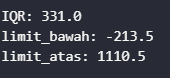 IQR: 331.0
limit_bawah: -213.5
limit_atas: 1110.5